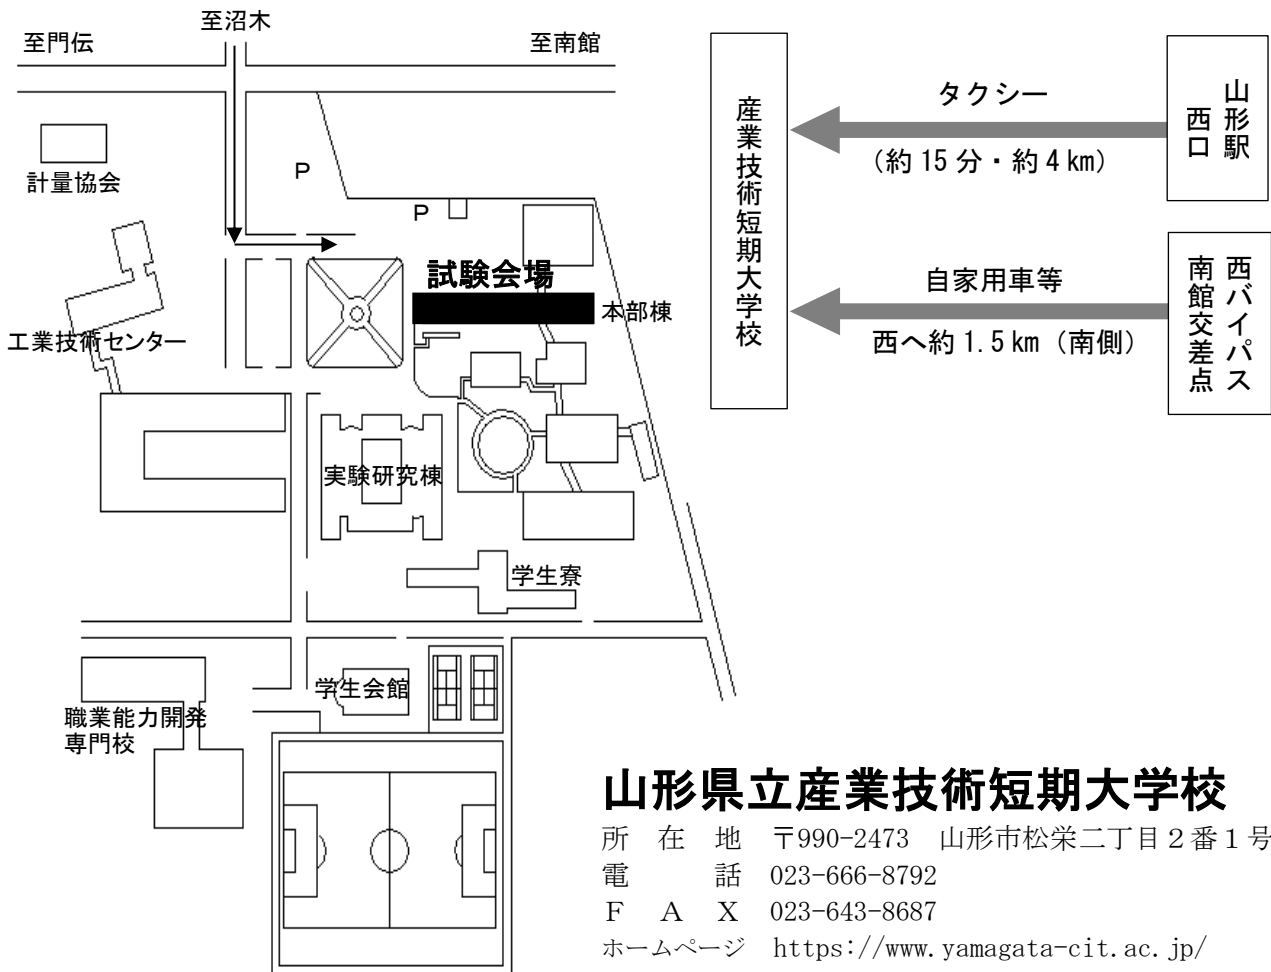 至沼木
至門伝
至南館
計量協会
P
P
試験会場
本部棟
工業技術センター
実験研究棟
学生寮
学生会館
職業能力開発
専門校
産業技術短期大学校
タクシー
(約 15 分・約 4 km)
山形駅
西口
自家用車等
西へ約 1.5 km (南側)
西バイパス
南館交差点
山形県立産業技術短期大学校
所 在 地 〒990-2473 山形市松栄二丁目2番1号
電 話 023-666-8792
F A X 023-643-8687
ホームページ https://www.yamagata-cit.ac.jp/